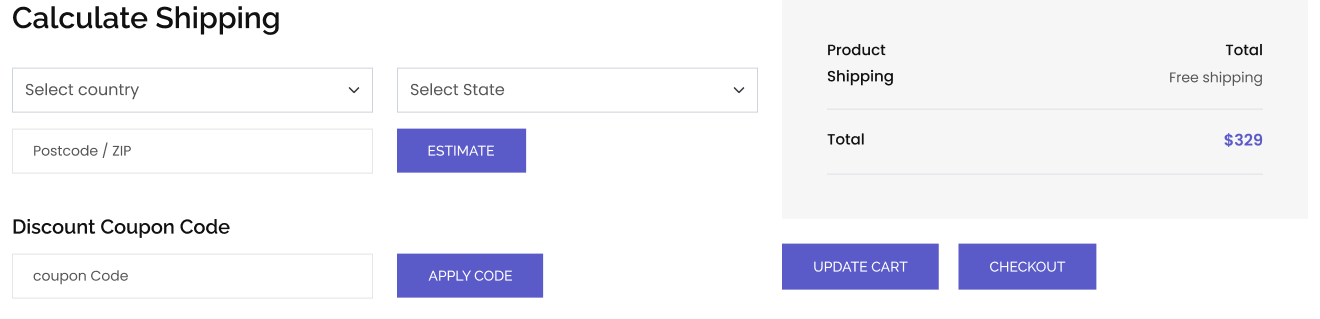 Calculate Shipping
Select country
Select State
Postcode / ZIP
ESTIMATE
Discount Coupon Code
coupon Code
APPLY CODE
Product Total
Shipping Free shipping
Total $329
UPDATE CART
CHECKOUT